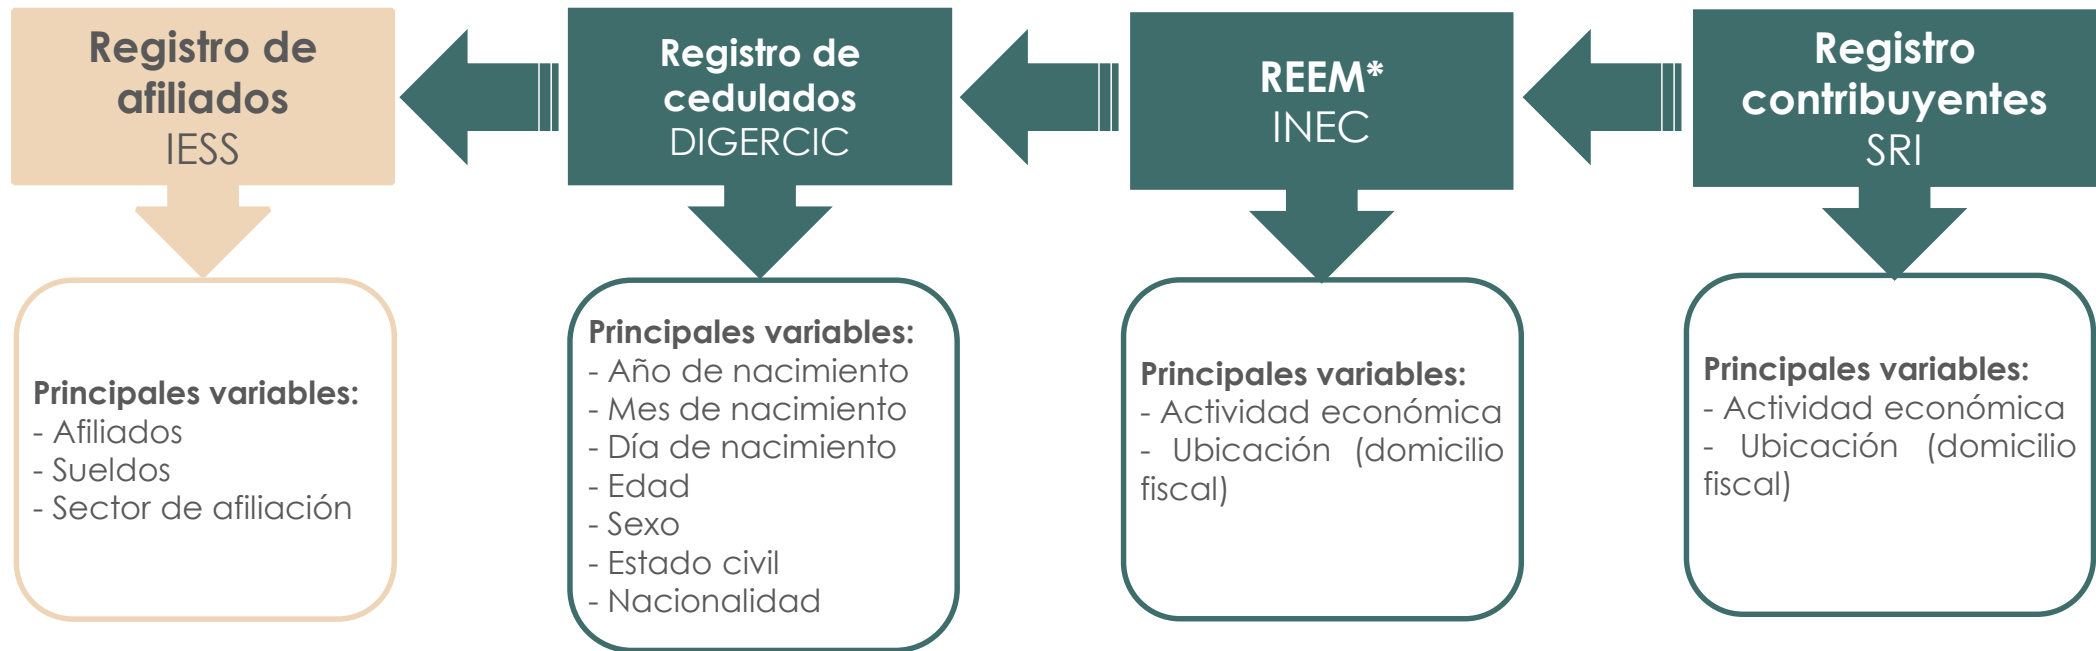 Registro de
afiliados
IESS
Principales variables:
- Afiliados
- Sueldos
- Sector de afiliación
Registro de
cedulados
DIGERCIC
Principales variables:
- Año de nacimiento
- Mes de nacimiento
- Día de nacimiento
- Edad
- Sexo
- Estado civil
- Nacionalidad
REEM*
INEC
Principales variables:
- Actividad económica
- Ubicación (domicilio
fiscal)
Registro
contribuyentes
SRI
Principales variables:
- Actividad económica
- Ubicación (domicilio
fiscal)